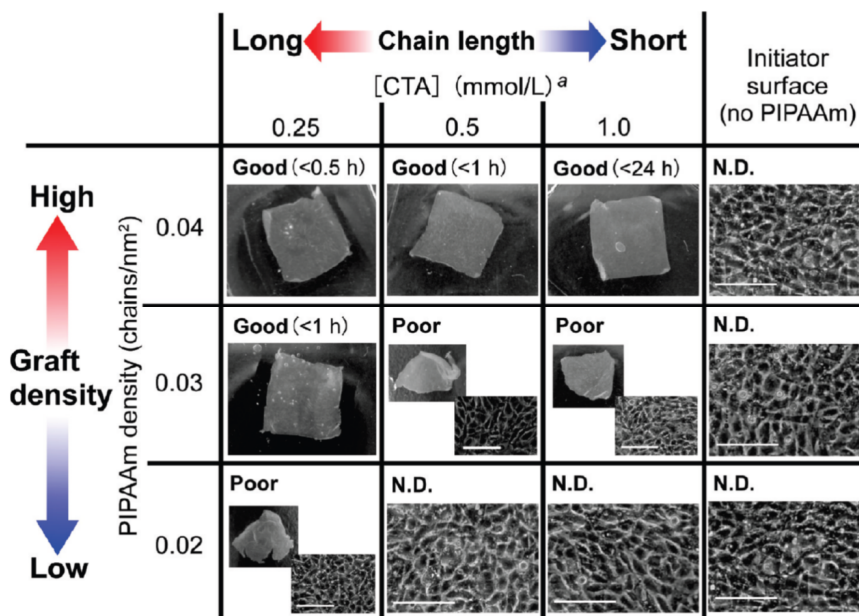 Long Chain length Short
[CTA] (mmol/L)a
0.25 0.5 1.0
Initiator
surface
(no PIPAAm)
High
Graft
density
Low
PIPAAm density (chains/nm²)
0.04
Good (<0.5 h) Good (<1 h) Good (<24 h) N.D.
0.03
Good (<1 h) Poor Poor N.D.
0.02
Poor N.D. N.D. N.D.